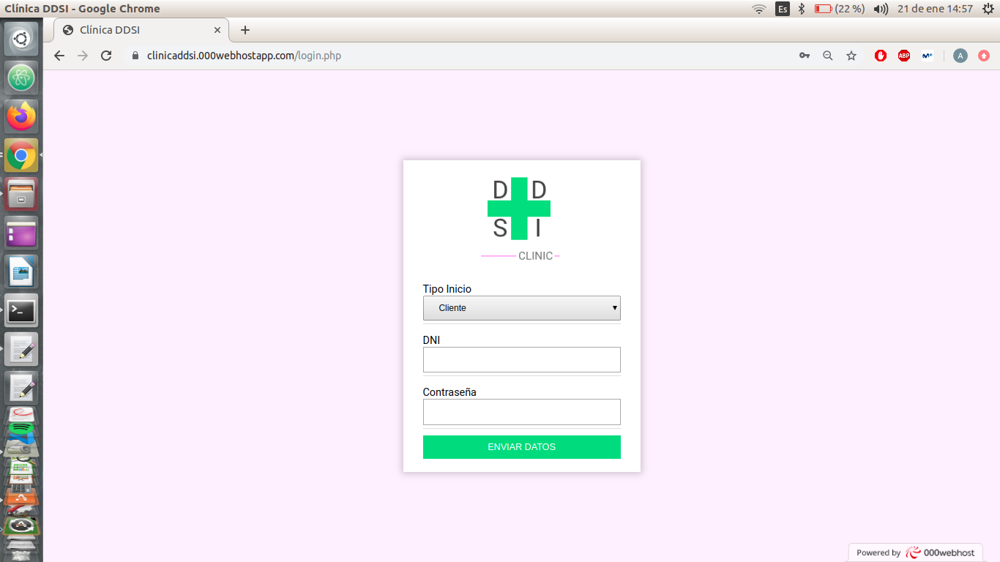 Clínica DDSI - Google Chrome
Es
(22 %)
21 de ene 14:57
Clínica DDSI
clinicaddsi.000webhostapp.com/login.php
ABP
A
D D
S I
CLINIC
Tipo Inicio
Cliente
DNI
Contraseña
ENVIAR DATOS
Powered by 000webhost